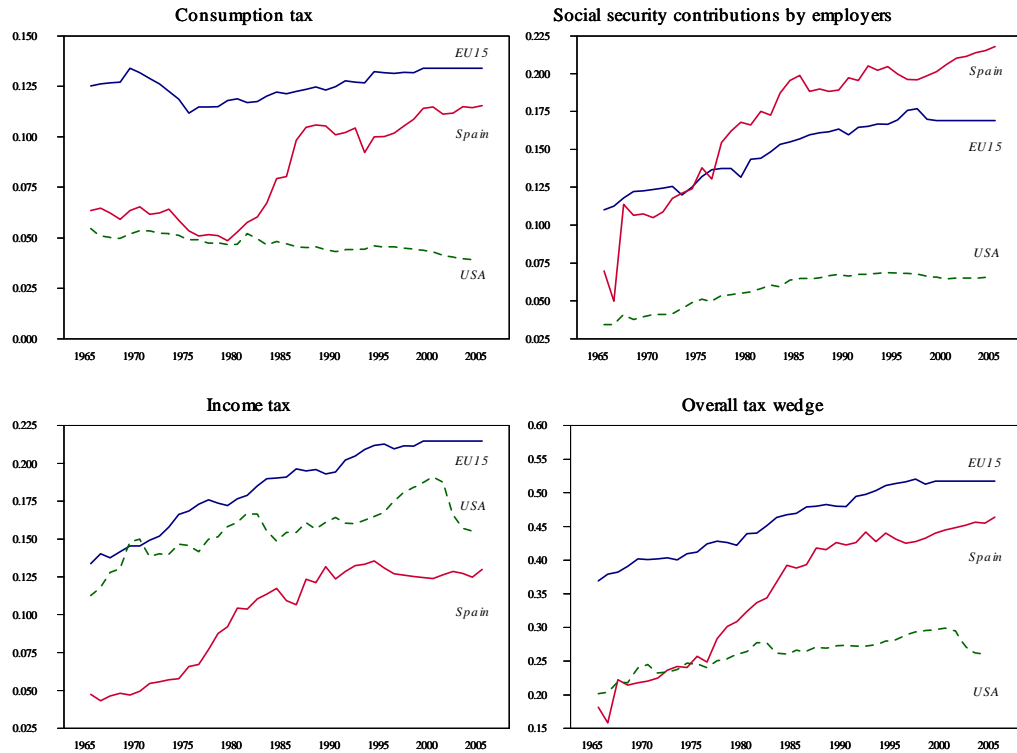 Consumption tax
0.150
0.125
0.100
0.075
0.050
0.025
0.000
EU15
Spain
USA
1965 1970 1975 1980 1985 1990 1995 2000 2005
Social security contributions by employers
0.225
0.200
0.175
0.150
0.125
0.100
0.075
0.050
0.025
Spain
EU15
USA
1965 1970 1975 1980 1985 1990 1995 2000 2005
Income tax
0.225
0.200
0.175
0.150
0.125
0.100
0.075
0.050
0.025
EU15
USA
Spain
1965 1970 1975 1980 1985 1990 1995 2000 2005
Overall tax wedge
0.60
0.55
0.50
0.45
0.40
0.35
0.30
0.25
0.20
0.15
EU15
Spain
USA
1965 1970 1975 1980 1985 1990 1995 2000 2005